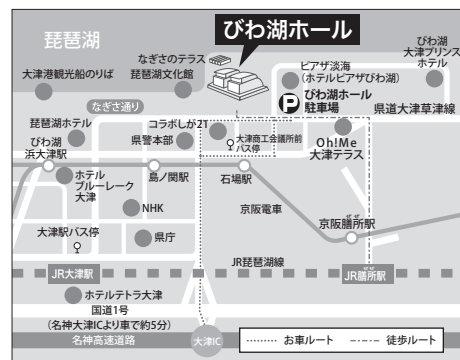 琵琶湖
びわ湖ホール
びわ湖
大津プリンス
ホテル
なぎさのテラス
琵琶湖文化館
大津港観光船のりば
ピアザ淡海
(ホテルピアザびわ湖)
P
びわ湖ホール
駐車場
県道大津草津線
なぎさ通り
琵琶湖ホテル
コラボしが21
県警本部
大津商工会議所前
バス停
Oh!Me
大津テラス
びわ湖
浜大津駅
島ノ関駅
石場駅
ホテル
ブルーレーク
大津
NHK
京阪電車
京阪膳所駅
ぜぜ
大津駅バス停
県庁
JR琵琶湖線
JR大津駅
JR膳所駅
ぜぜ
ホテルテトラ大津
国道1号
(名神大津ICより車で約5分)
名神高速道路
大津IC
お車ルート
徒歩ルート